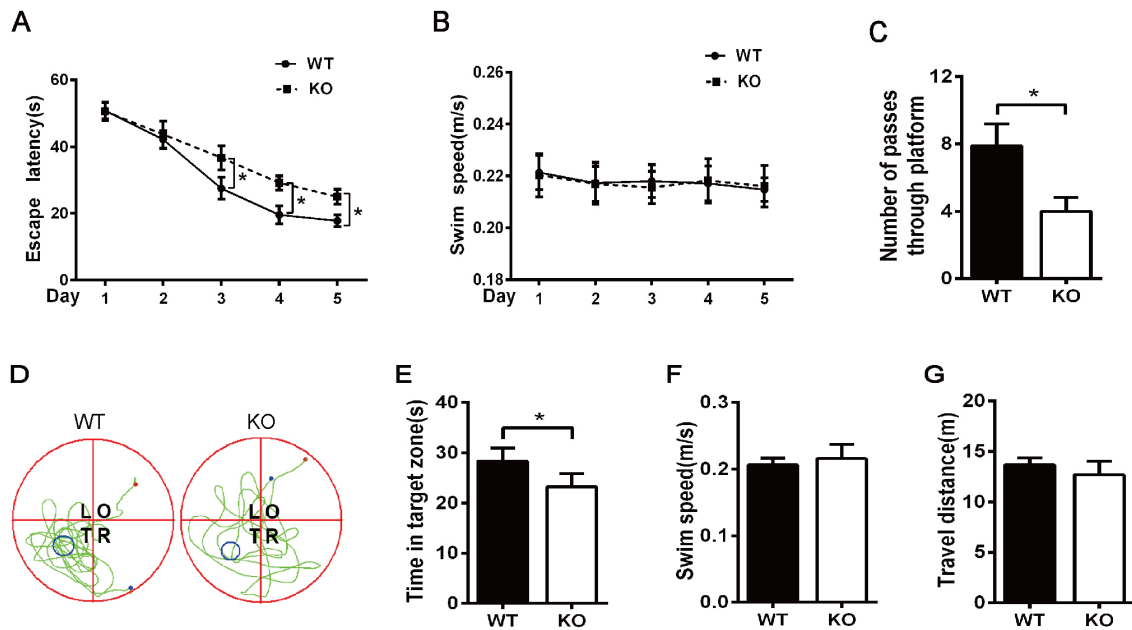 A
Escape latency(s)
60
40
20
0
WT
KO
*
*
*
Day 1 2 3 4 5
B
Swim speed(m/s)
0.26
0.24
0.22
0.20
0.18
WT
KO
Day 1 2 3 4 5
C
Number of passes
through platform
12
8
4
0
*
WT KO
D
WT KO
L O
T R
L O
T R
E
Time in target zone(s)
40
30
20
10
0
*
WT KO
F
Swim speed(m/s)
0.3
0.2
0.1
0.0
WT KO
G
Travel distance(m)
20
15
10
5
0
WT KO